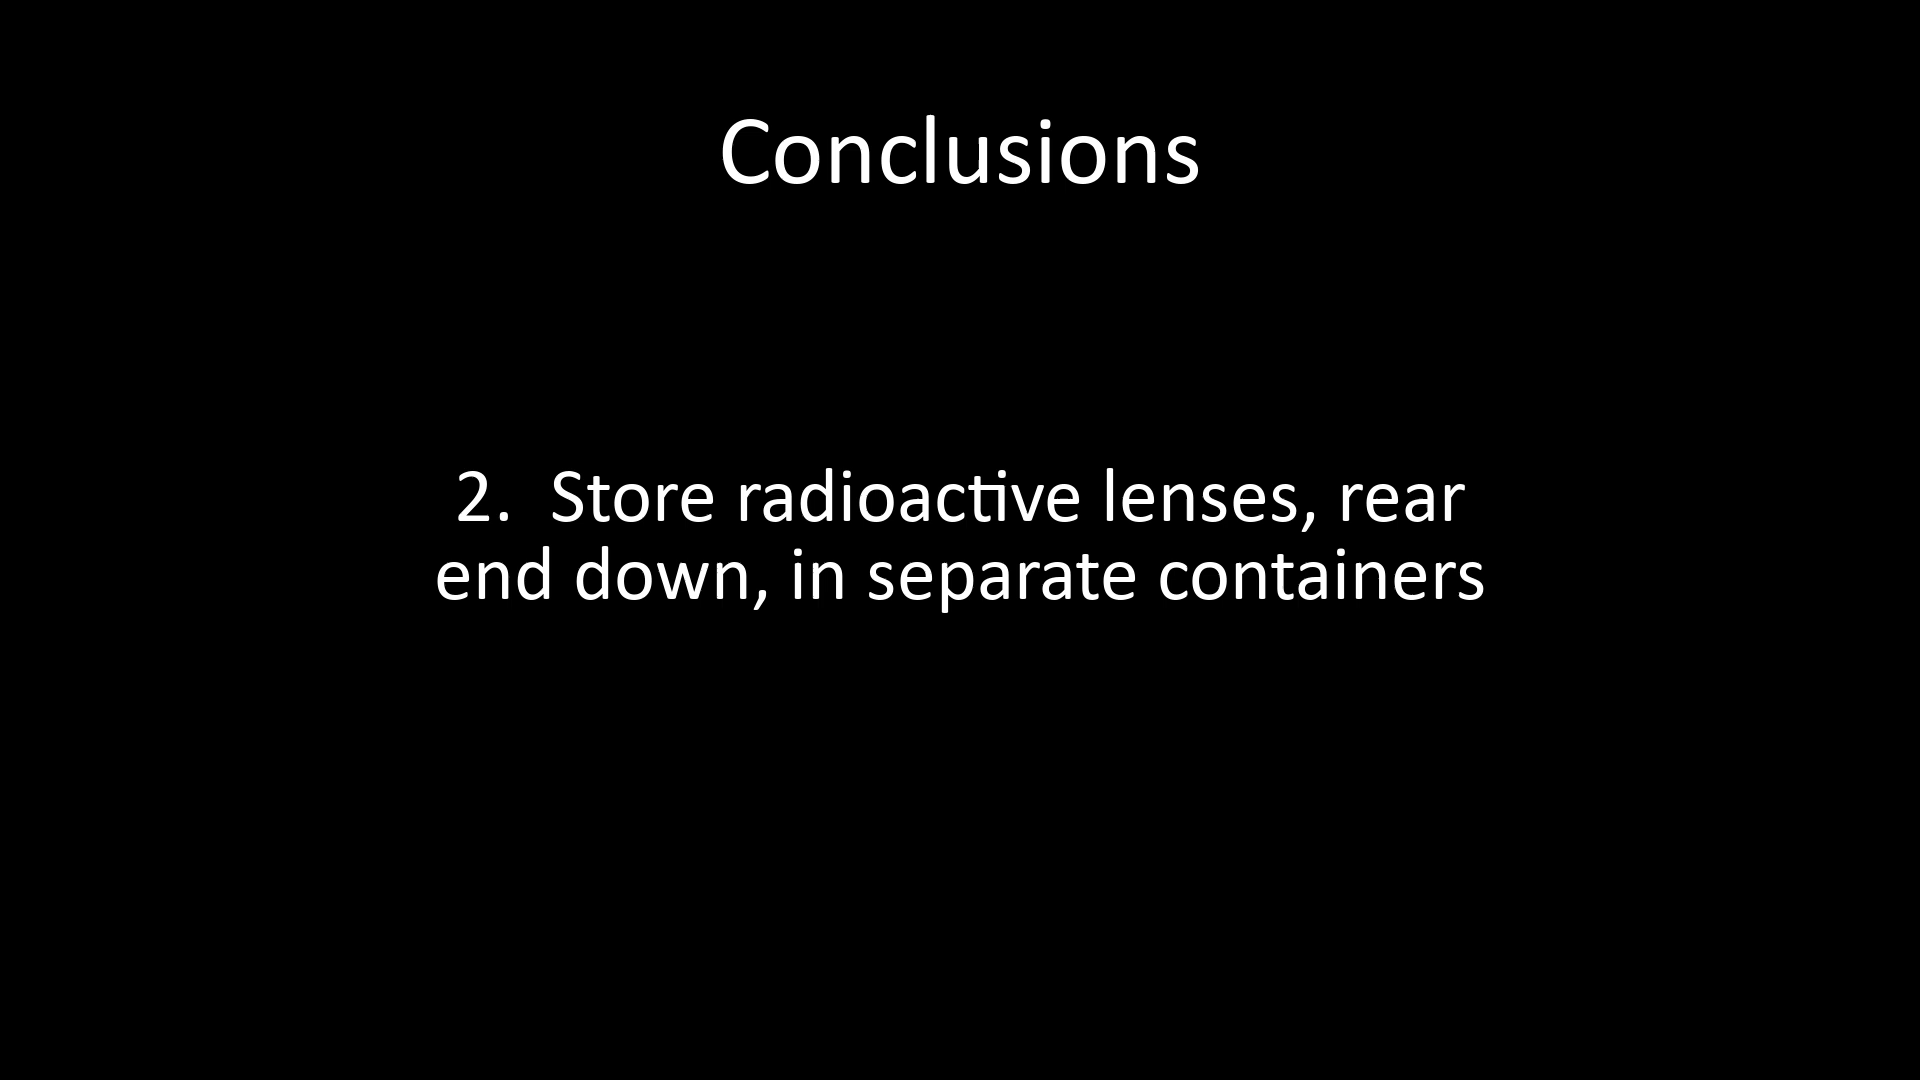 Conclusions
2.  Store radioactive lenses, rear
end down, in separate containers